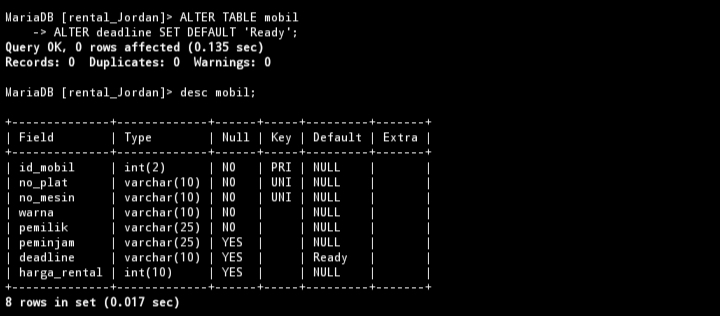 MariaDB [rental_Jordan]> ALTER TABLE mobil
    -> ALTER deadline SET DEFAULT 'Ready';
Query OK, 0 rows affected (0.135 sec)
Records: 0  Duplicates: 0  Warnings: 0

MariaDB [rental_Jordan]> desc mobil;

+--------------+-------------+------+-----+---------+-------+
| Field        | Type        | Null | Key | Default | Extra |
+--------------+-------------+------+-----+---------+-------+
| id_mobil     | int(2)      | NO   | PRI | NULL    |       |
| no_plat      | varchar(10) | NO   | UNI | NULL    |       |
| no_mesin     | varchar(10) | NO   | UNI | NULL    |       |
| warna        | varchar(10) | NO   |     | NULL    |       |
| pemilik      | varchar(25) | NO   |     | NULL    |       |
| peminjam     | varchar(25) | YES  |     | NULL    |       |
| deadline     | varchar(10) | YES  |     | Ready   |       |
| harga_rental | int(10)     | YES  |     | NULL    |       |
+--------------+-------------+------+-----+---------+-------+
8 rows in set (0.017 sec)